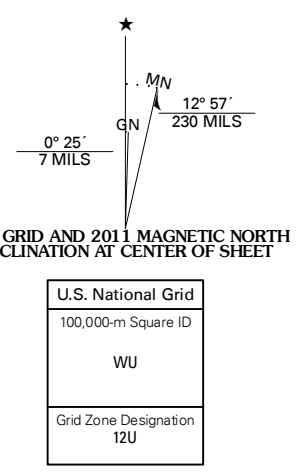 ★
MN
GN
12° 57´
230 MILS
0° 25´
7 MILS
GRID AND 2011 MAGNETIC NORTH
CLINATION AT CENTER OF SHEET
U.S. National Grid
100,000-m Square ID
WU
Grid Zone Designation
12U